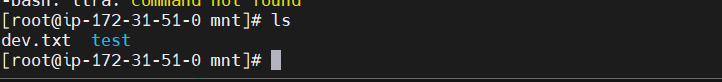 -bash: llra: command not found
[root@ip-172-31-51-0 mnt]# ls
dev.txt  test
[root@ip-172-31-51-0 mnt]#